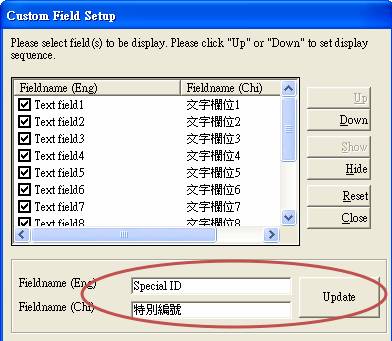 Custom Field Setup
Please select field(s) to be display. Please click "Up" or "Down" to set display
sequence.
Fieldname (Eng) Fieldname (Chi)
Text field1 文字欄位1
Text field2 文字欄位2
Text field3 文字欄位3
Text field4 文字欄位4
Text field5 文字欄位5
Text field6 文字欄位6
Text field7 文字欄位7
Text field8 文字欄位8
Up
Down
Show
Hide
Reset
Close
Fieldname (Eng) Special ID
Fieldname (Chi) 特別編號
Update